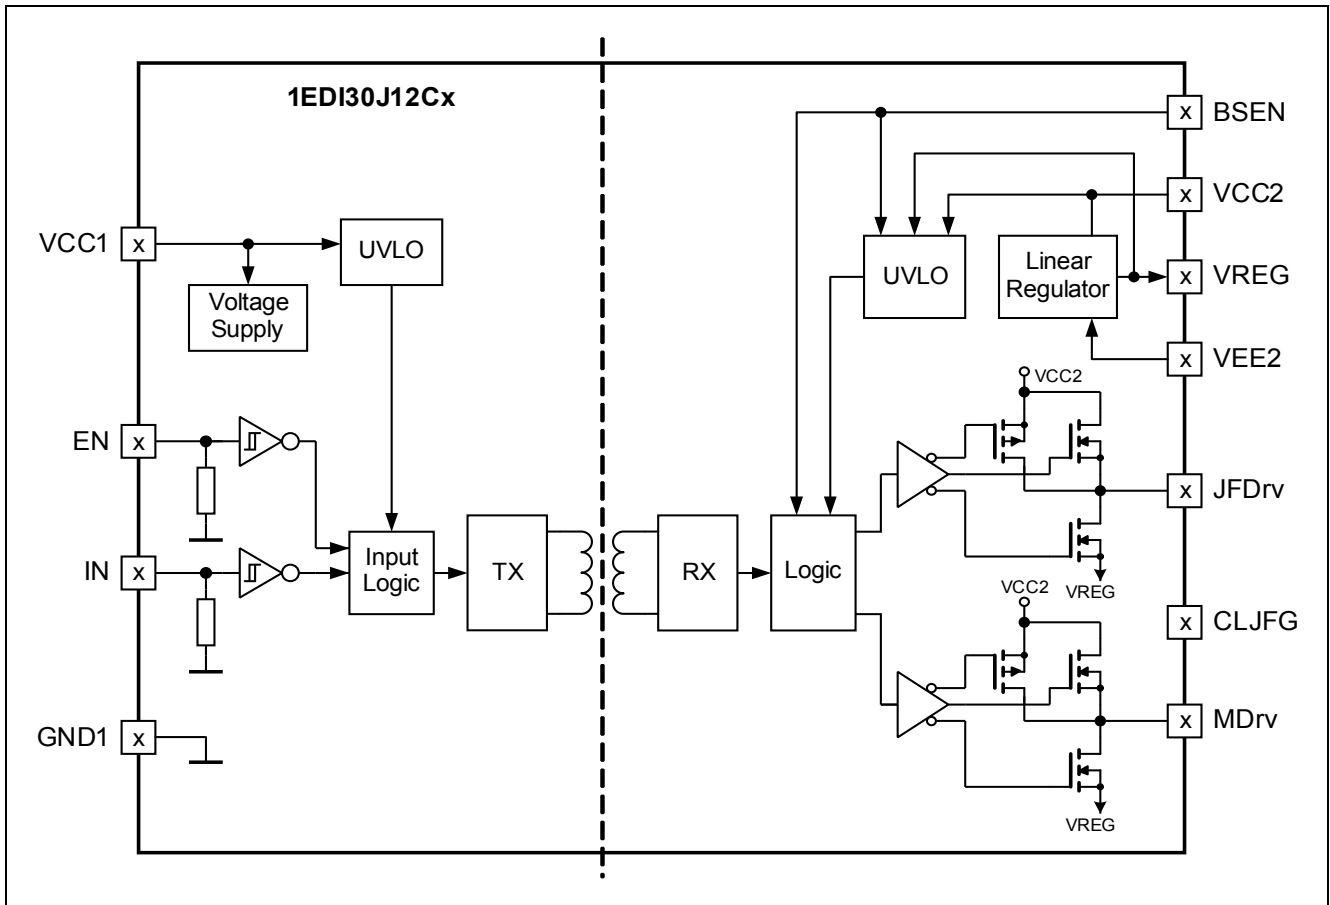 1EDI30J12Cx
x BSEN
x VCC2
VCC1 x
UVLO
UVLO
Linear
Regulator
x VREG
Voltage
Supply
x VEE2
VCC2
EN x
x JFDrv
IN x
Input
Logic
TX
RX
Logic
VREG
VCC2
x CLJFG
GND1 x
x MDrv
VREG